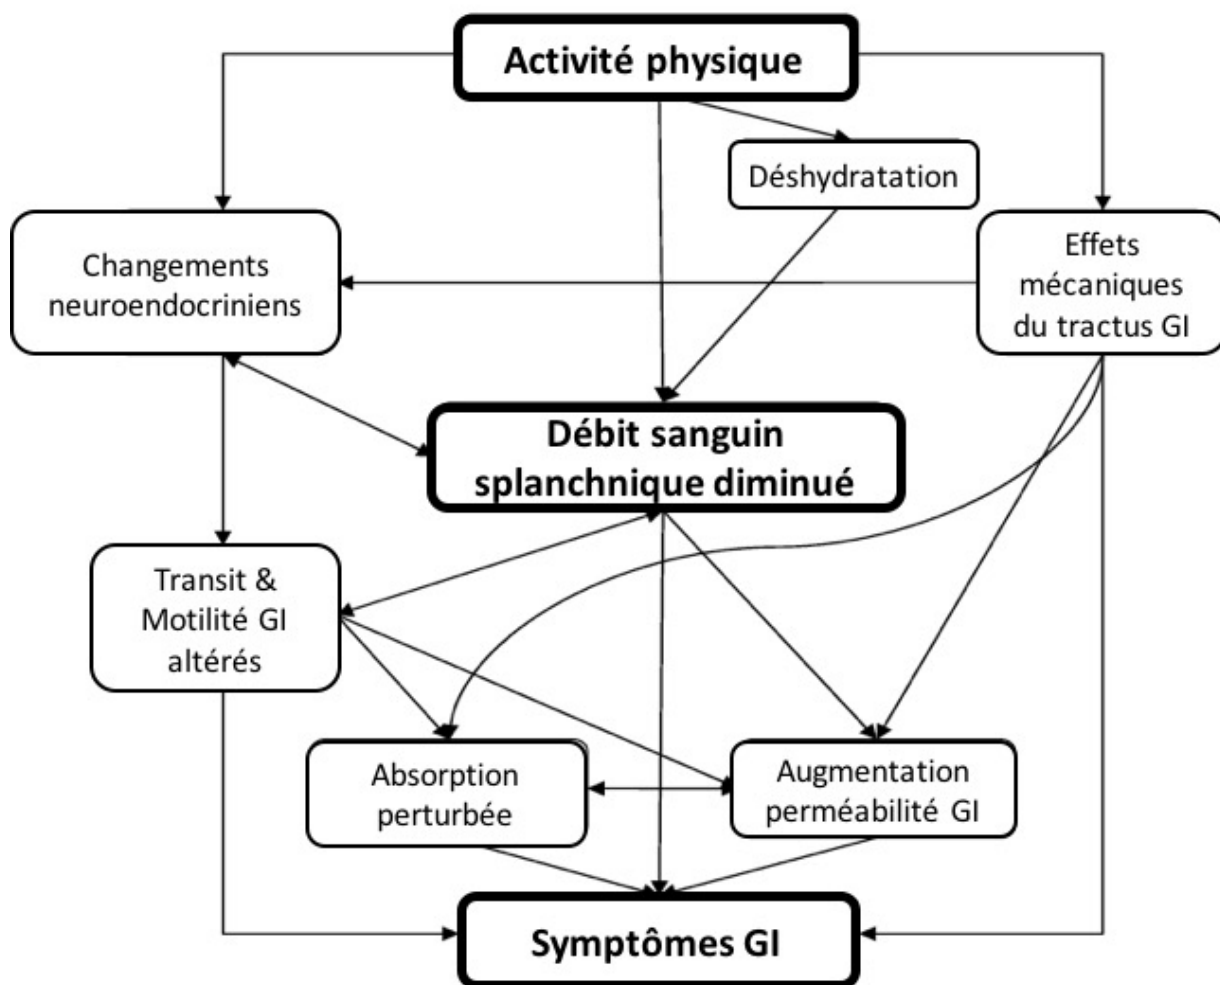 Activité physique
Déshydratation
Changements
neuroendocriniens
Effets
mécaniques
du tractus GI
Débit sanguin
splanchnique diminué
Transit &
Motilité GI
altérés
Absorption
perturbée
Augmentation
perméabilité GI
Symptômes GI